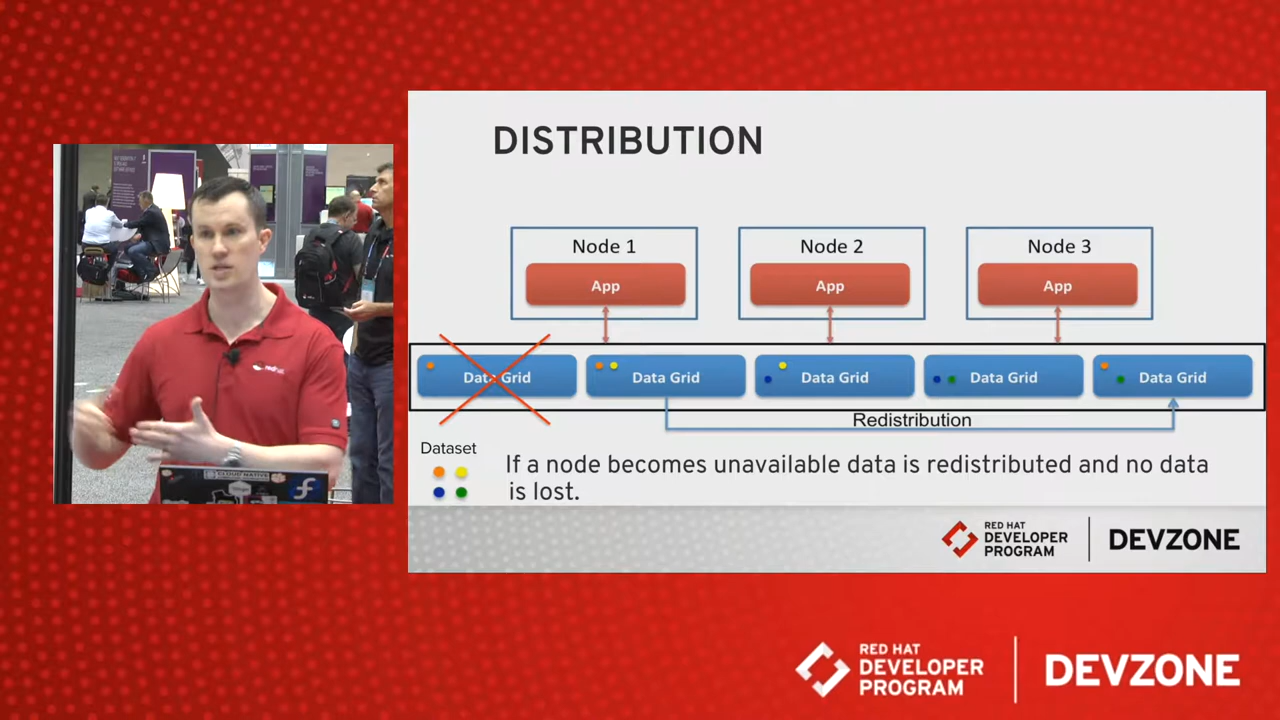 DISTRIBUTION
Node 1
Node 2
Node 3
App
App
App
Data Grid
Data Grid
Data Grid
Data Grid
Data Grid
Redistribution
Dataset
If a node becomes unavailable data is redistributed and no data
is lost.
RED HAT
DEVELOPER
PROGRAM
DEVZONE
CLOUD NATIVE
RED HAT
DEVELOPER
PROGRAM
DEVZONE